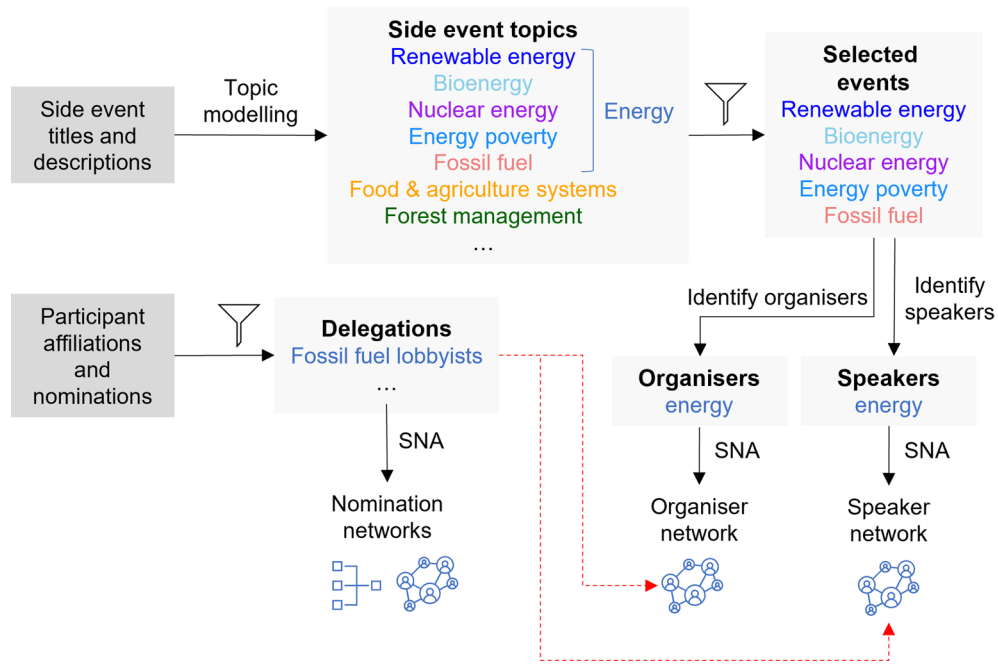 Side event
titles and
descriptions
Topic
modelling
Side event topics
Renewable energy
Bioenergy
Nuclear energy
Energy poverty
Fossil fuel
Energy
Food & agriculture systems
Forest management
...
Selected
events
Renewable energy
Bioenergy
Nuclear energy
Energy poverty
Fossil fuel
Identify organisers
Identify
speakers
Participant
affiliations
and
nominations
Delegations
Fossil fuel lobbyists
...
Organisers
energy
Speakers
energy
SNA
SNA
SNA
Nomination
networks
Organiser
network
Speaker
network